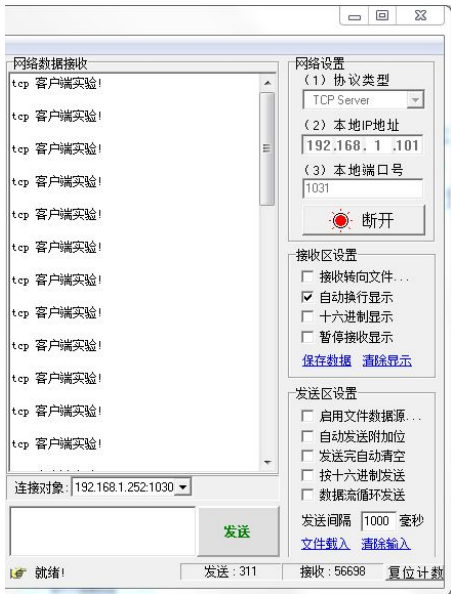 网络数据接收
tcp 客户端实验!
tcp 客户端实验!
tcp 客户端实验!
tcp 客户端实验!
tcp 客户端实验!
tcp 客户端实验!
tcp 客户端实验!
tcp 客户端实验!
tcp 客户端实验!
tcp 客户端实验!
tcp 客户端实验!
tcp 客户端实验!
连接对象:192.168.1.252:1030
发送
就绪!
发送:311
接收:56698
复位计数
网络设置
(1) 协议类型
TCP Server
(2) 本地IP地址
192.168. 1 .101
(3) 本地端口号
1031
断开
接收区设置
接收转向文件...
自动换行显示
十六进制显示
暂停接收显示
保存数据 清除显示
发送区设置
启用文件数据源...
自动发送附加位
发送完自动清空
按十六进制发送
数据流循环发送
发送间隔 1000 毫秒
文件载入 清除输入